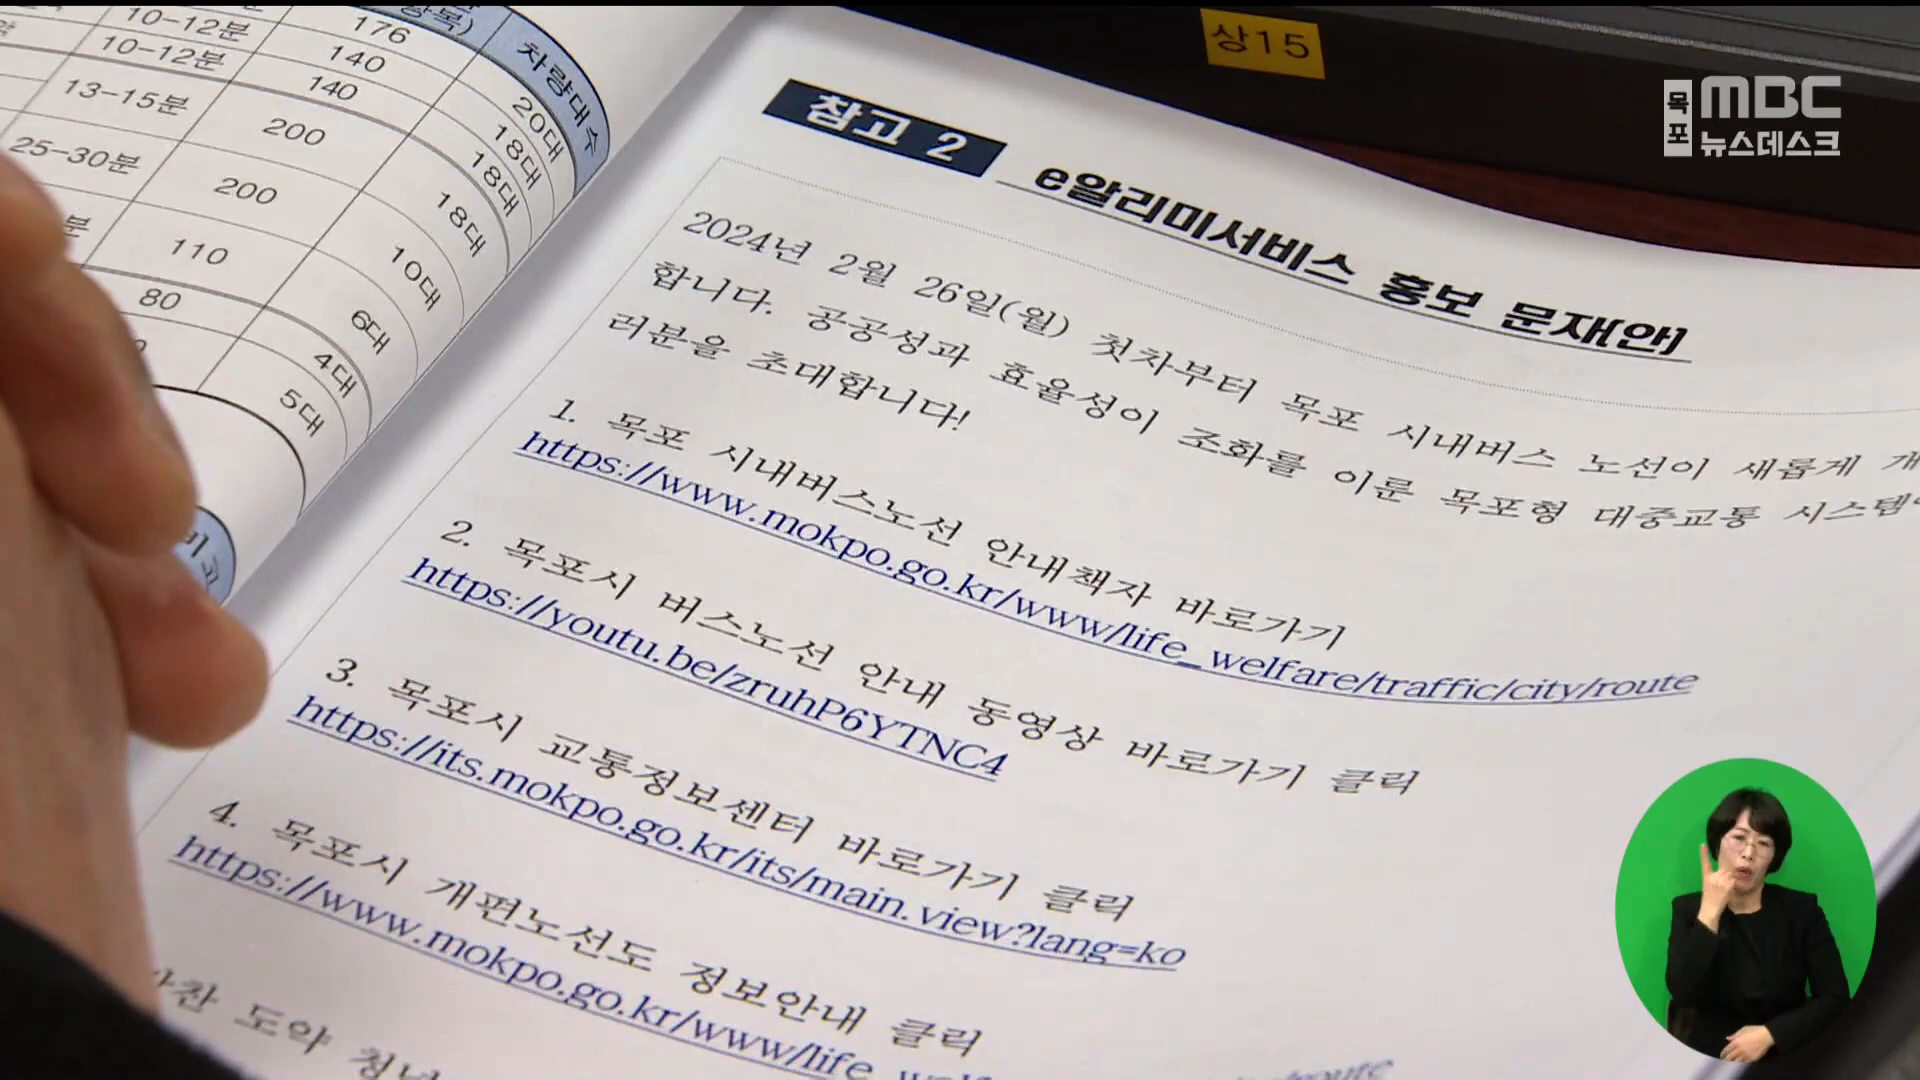 상15
목포 MBC
뉴스데스크
차량대수
10-12분 176 20대
10-12분 140 18대
140 18대
13-15분 200 18대
25-30분 200 10대
110 6대
80 4대
5대
비고
참고 2 e알리미서비스 홍보 문자[안]
2024년 2월 26일(월) 첫차부터 목포 시내버스 노선이 새롭게
합니다. 공공성과 효율성이 조화를 이룬 목포형 대중교통 시스템
러분을 초대합니다!
1. 목포 시내버스노선 안내책자 바로가기
https://www.mokpo.go.kr/www/life_welfare/traffic/city/route
2. 목포시 버스노선 안내 동영상 바로가기 클릭
https://youtu.be/zruhP6YTNC4
3. 목포시 교통정보센터 바로가기 클릭
https://its.mokpo.go.kr/its/main.view?lang=ko
4. 목포시 개편노선도 정보안내 클릭
https://www.mokpo.go.kr/www/life
도약